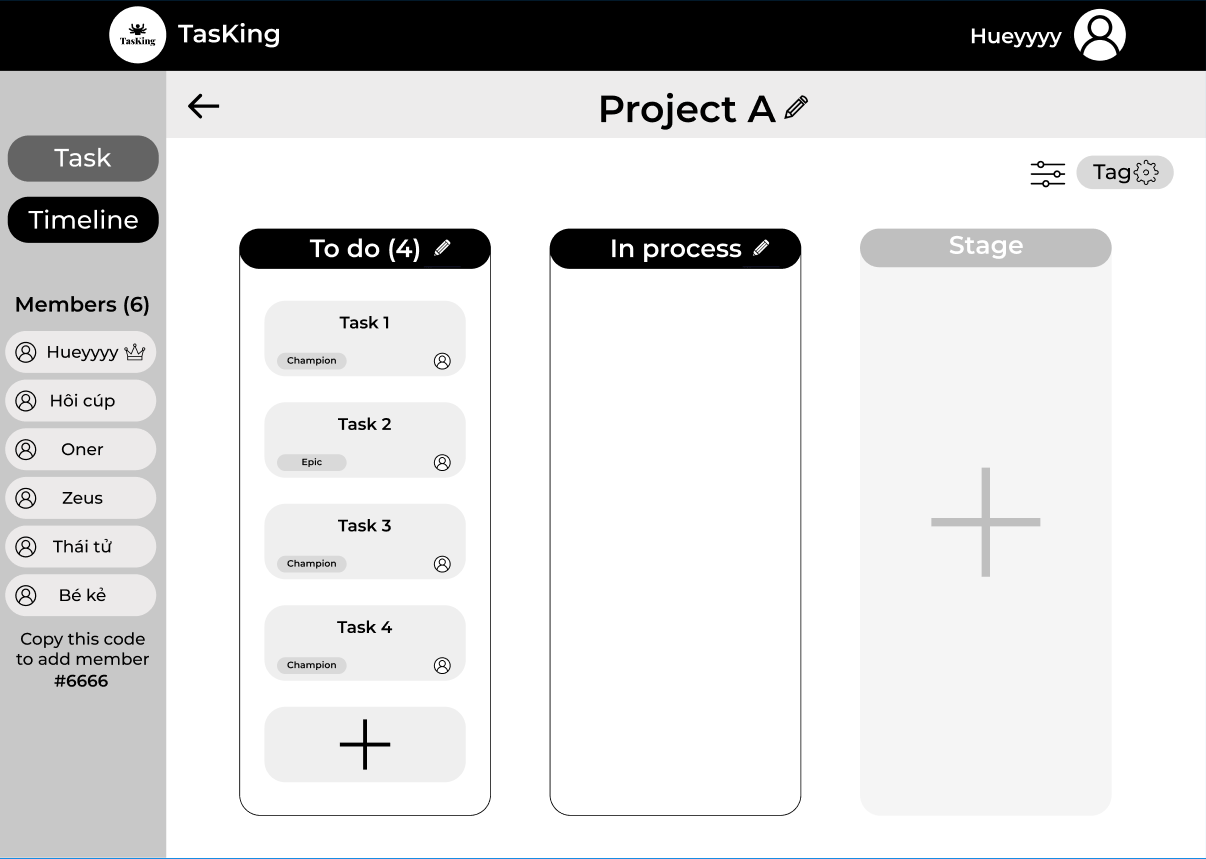 TasKing
TasKing
Hueyyyy
Project A
Task
Timeline
Members (6)
Hueyyyy
Hôi cúp
Oner
Zeus
Thái tử
Bé kẻ
Copy this code
to add member
#6666
Tag
To do (4)
Task 1
Champion
Task 2
Epic
Task 3
Champion
Task 4
Champion
In process
Stage